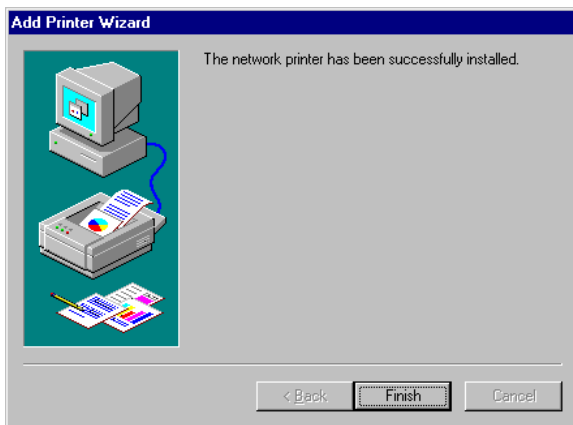 Add Printer Wizard
The network printer has been successfully installed.
< Back
Finish
Cancel